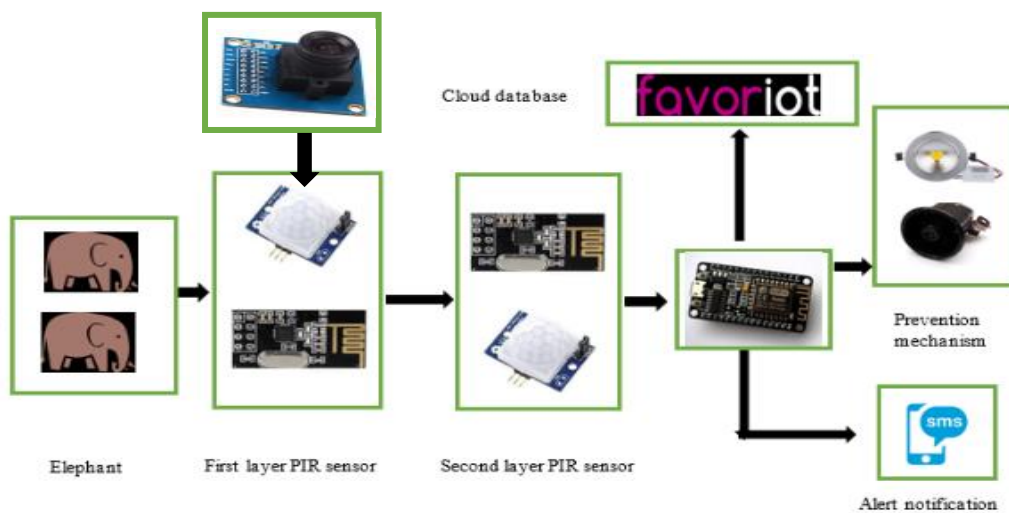 Cloud database
favoriot
Prevention
mechanism
sms
Elephant
First layer PIR sensor
Second layer PIR sensor
Alert notification